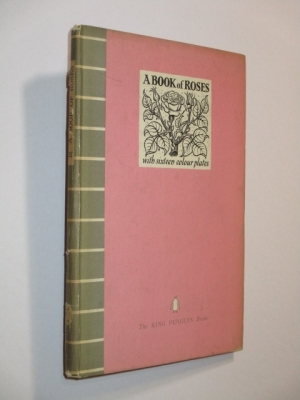 A BOOK of ROSES
with sixteen colour plates
The KING PENGUIN Books